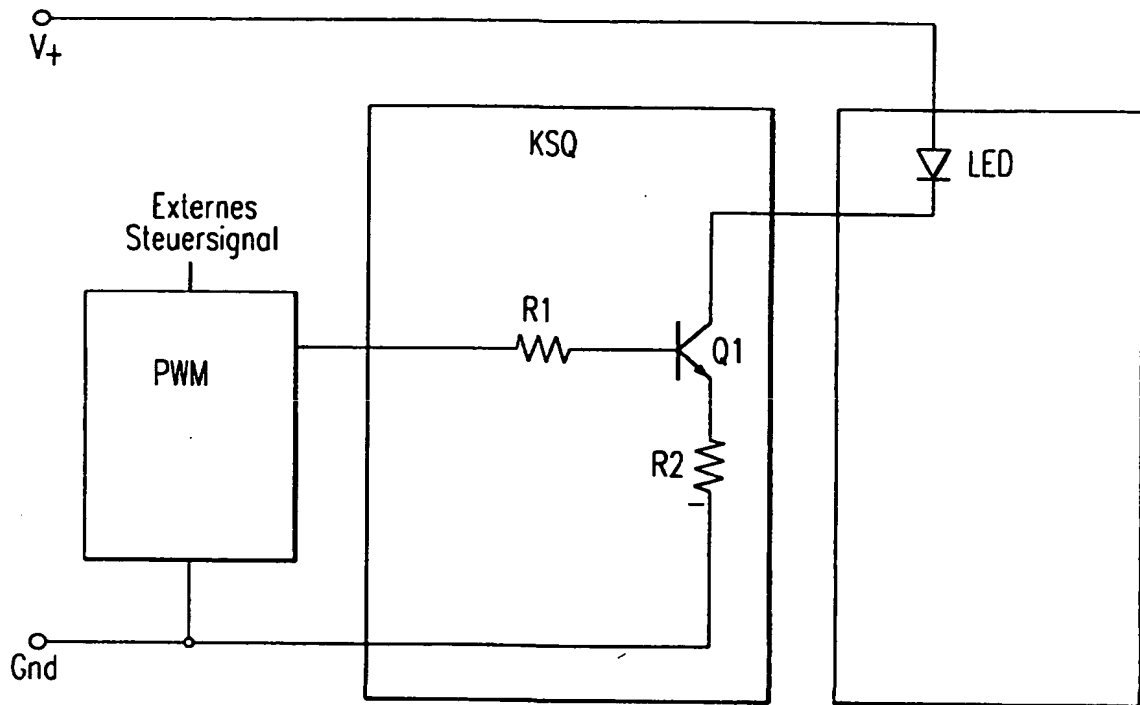 V+
KSQ
LED
Externes
Steuersignal
R1
Q1
PWM
R2
Gnd